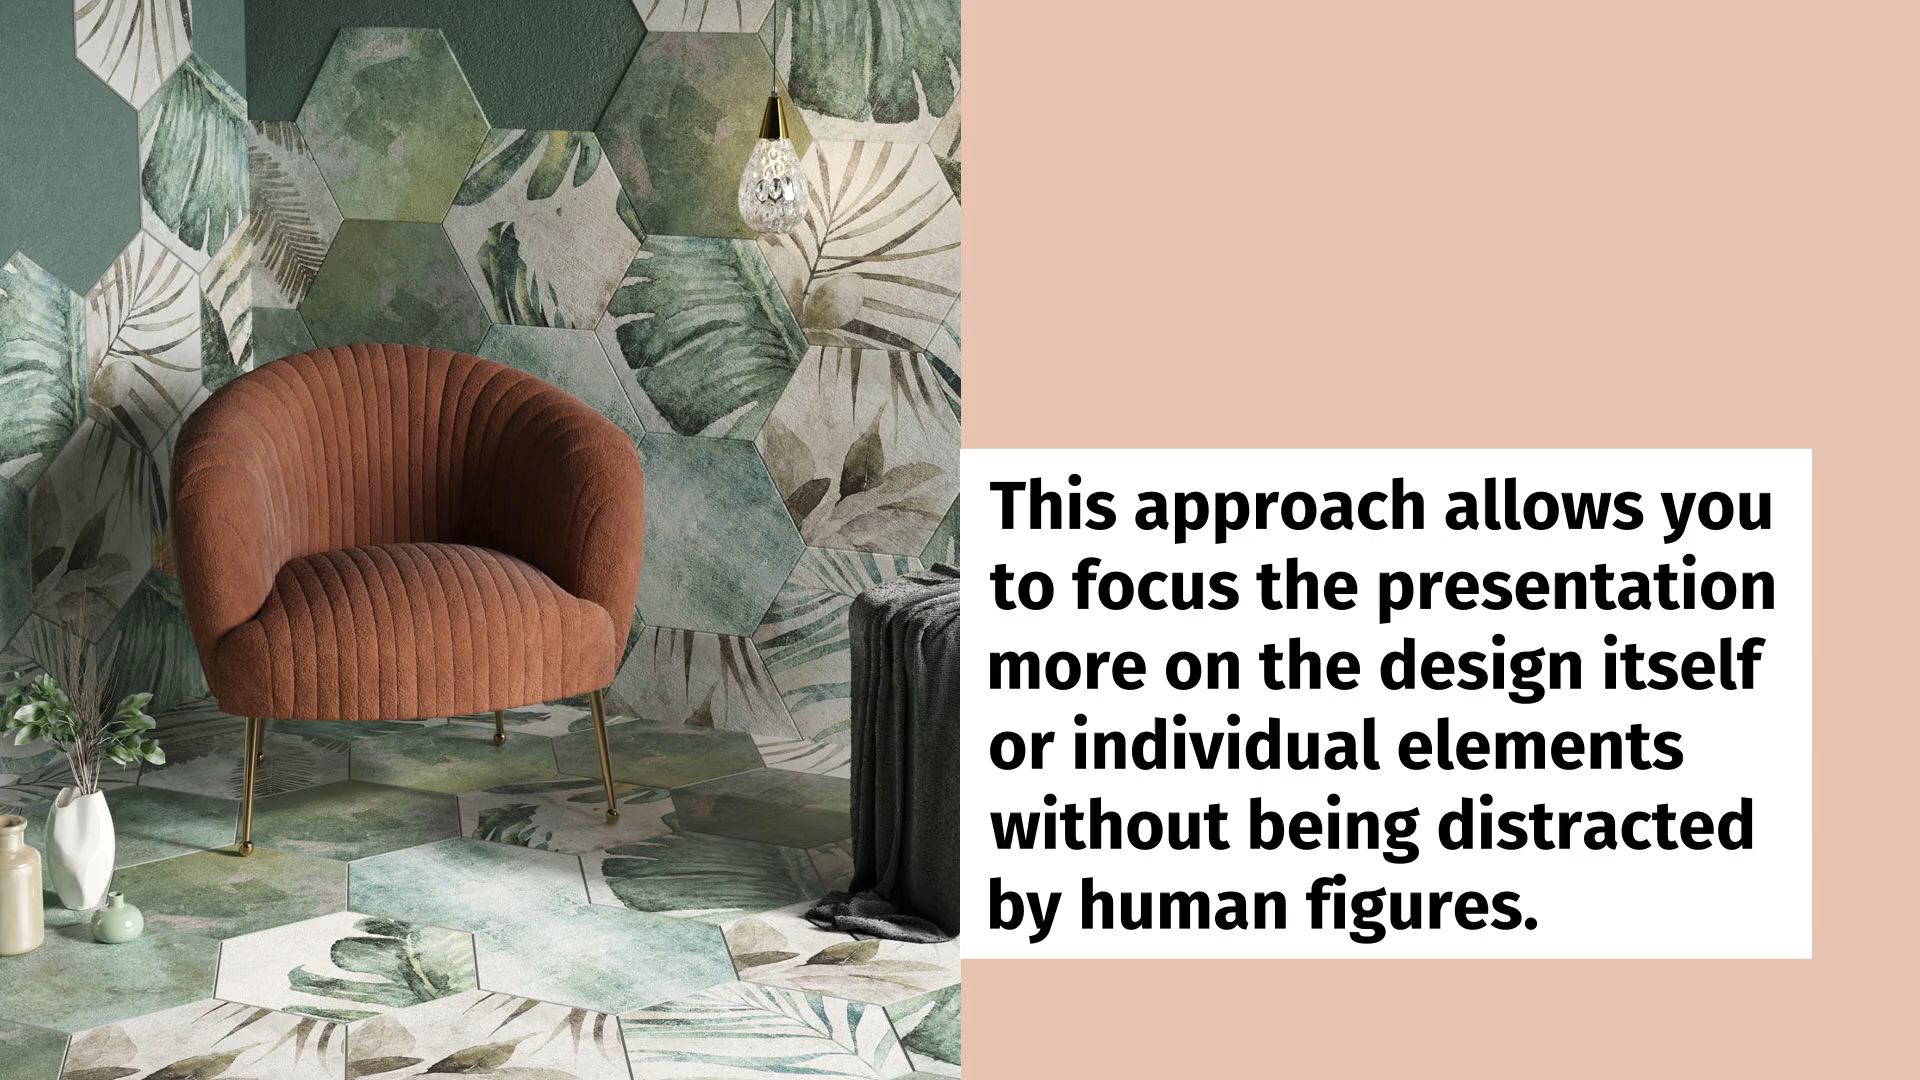 This approach allows you
to focus the presentation
more on the design itself
or individual elements
without being distracted
by human figures.